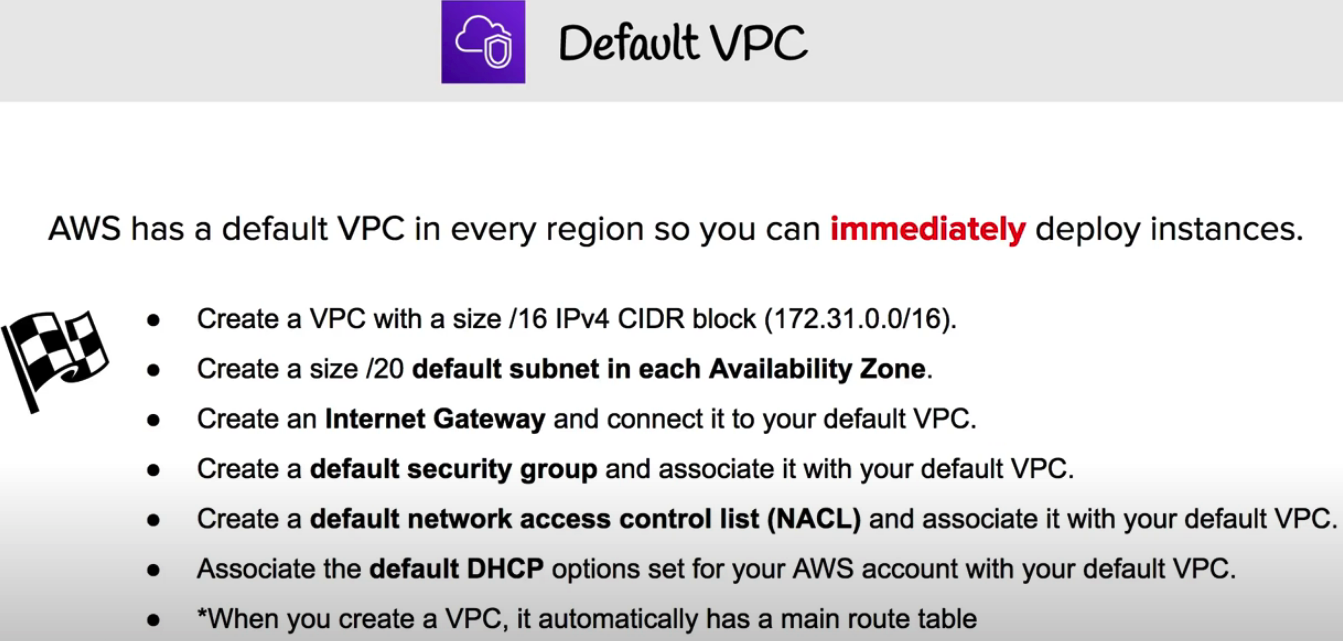 Default VPC
AWS has a default VPC in every region so you can immediately deploy instances.
● Create a VPC with a size /16 IPv4 CIDR block (172.31.0.0/16).
● Create a size /20 default subnet in each Availability Zone.
● Create an Internet Gateway and connect it to your default VPC.
● Create a default security group and associate it with your default VPC.
● Create a default network access control list (NACL) and associate it with your default VPC.
● Associate the default DHCP options set for your AWS account with your default VPC.
● *When you create a VPC, it automatically has a main route table